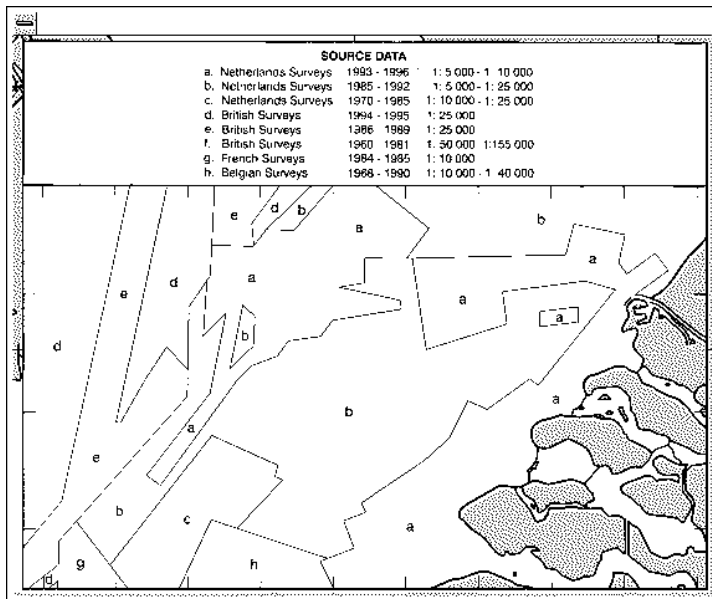 SOURCE DATA
a. Netherlands Surveys 1993 - 1996 1: 5 000 - 1 10 000
b. Netherlands Surveys 1985 - 1992 1: 5 000 - 1: 25 000
c. Netherlands Surveys 1970 - 1985 1: 10 000 - 1: 25 000
d. British Surveys 1994 - 1995 1: 25 000
e. British Surveys 1986 1989 1: 25 000
f. British Surveys 1960 1981 1: 50 000 1:155 000
g. French Surveys 1984 - 1985 1: 10 000
h. Belgian Surveys 1968 - 1990 1: 10 000 - 1 40 000
e d b a b
a
e d a a
a
d b
a
b a
a
e
b c a
g h
d